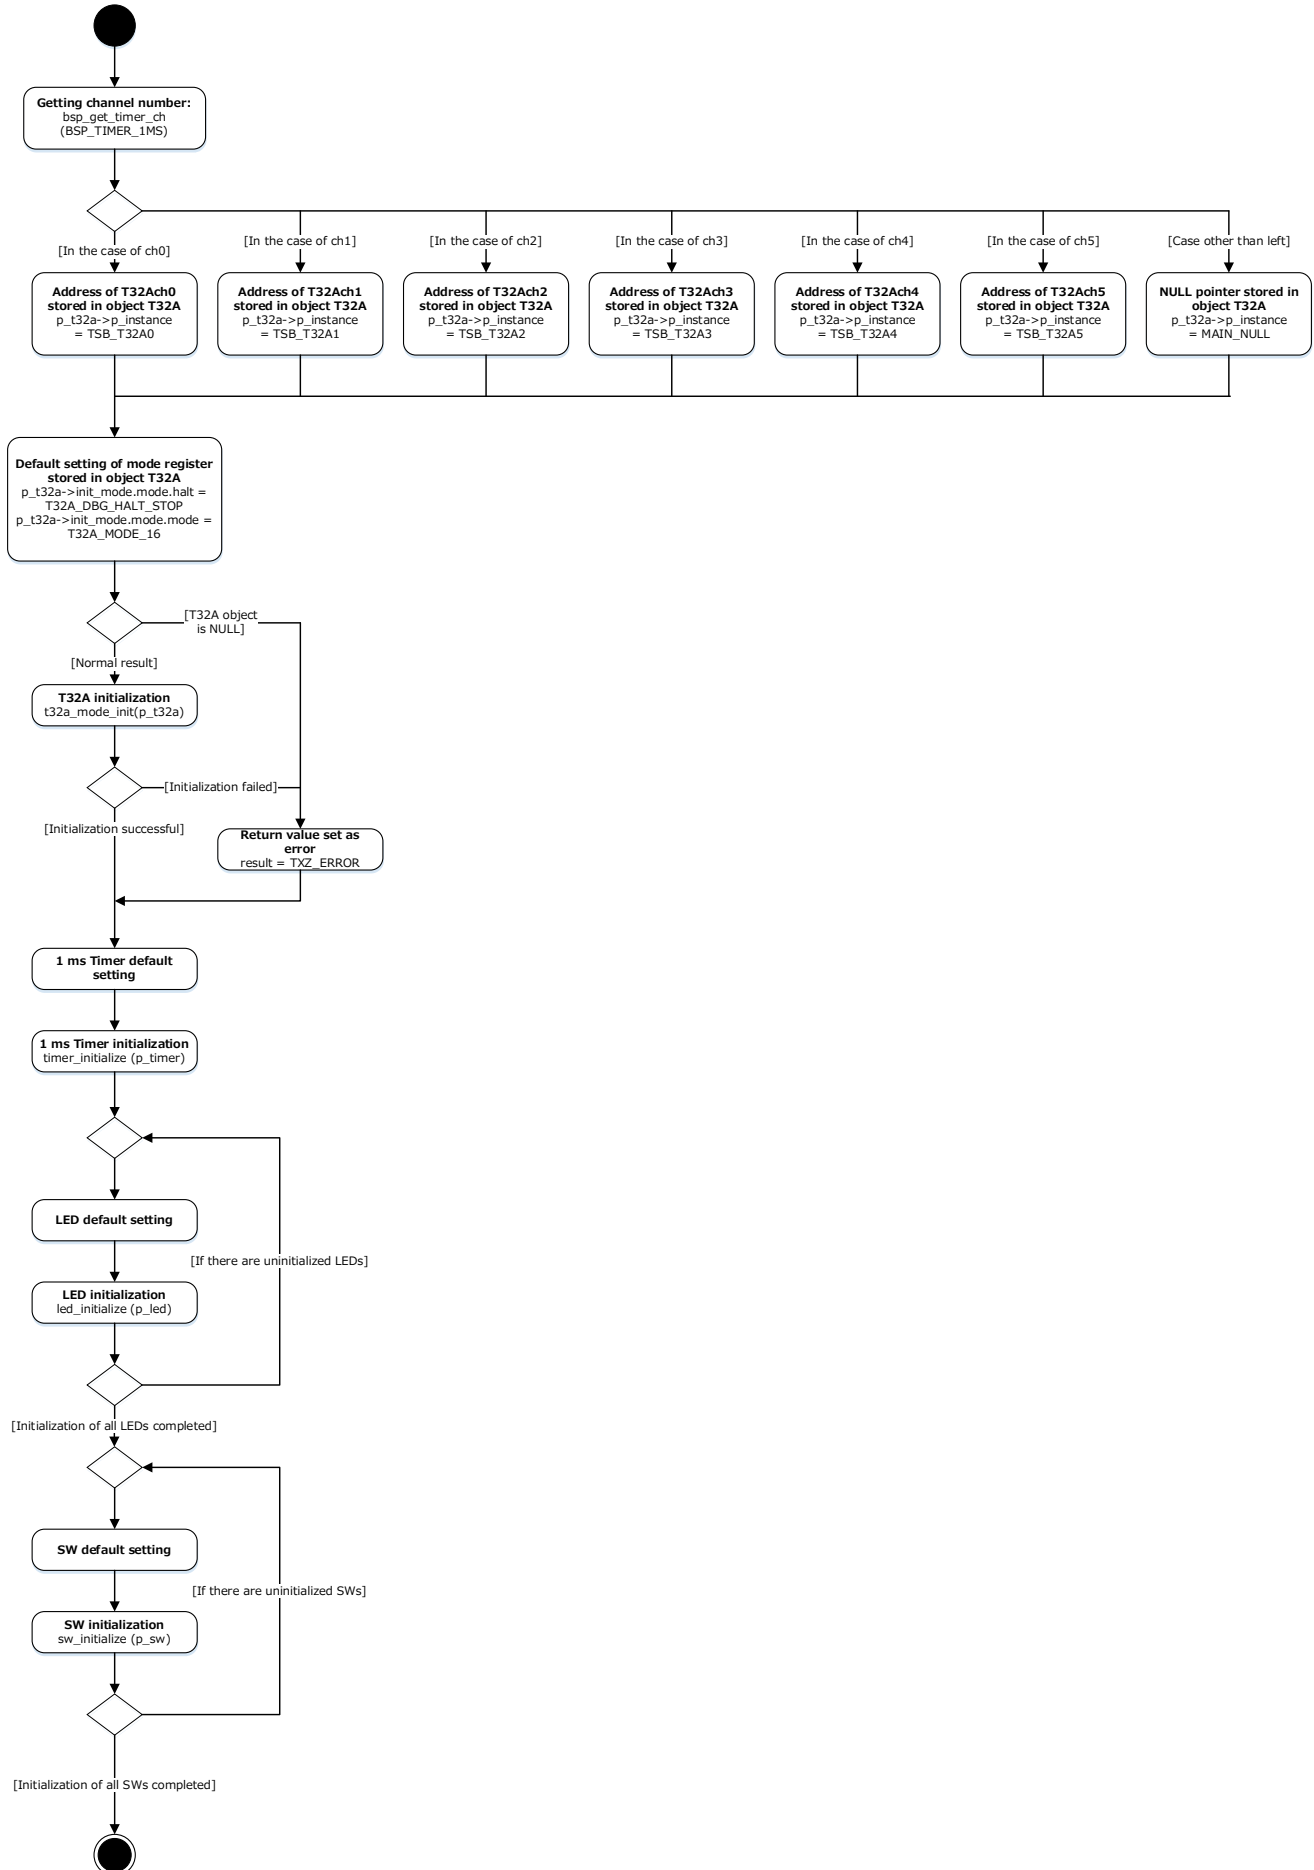 Getting channel number:
bsp_get_timer_ch
(BSP_TIMER_1MS)
[In the case of ch0]
[In the case of ch1]
[In the case of ch2]
[In the case of ch3]
[In the case of ch4]
[In the case of ch5]
[Case other than left]
Address of T32Ach0
stored in object T32A
p_t32a->p_instance
= TSB_T32A0
Address of T32Ach1
stored in object T32A
p_t32a->p_instance
= TSB_T32A1
Address of T32Ach2
stored in object T32A
p_t32a->p_instance
= TSB_T32A2
Address of T32Ach3
stored in object T32A
p_t32a->p_instance
= TSB_T32A3
Address of T32Ach4
stored in object T32A
p_t32a->p_instance
= TSB_T32A4
Address of T32Ach5
stored in object T32A
p_t32a->p_instance
= TSB_T32A5
NULL pointer stored in
object T32A
p_t32a->p_instance
= MAIN_NULL
Default setting of mode register
stored in object T32A
p_t32a->init_mode.mode.halt =
T32A_DBG_HALT_STOP
p_t32a->init_mode.mode.mode =
T32A_MODE_16
[T32A object
is NULL]
[Normal result]
T32A initialization
t32a_mode_init(p_t32a)
[Initialization failed]
[Initialization successful]
Return value set as
error
result = TXZ_ERROR
1 ms Timer default
setting
1 ms Timer initialization
timer_initialize (p_timer)
LED default setting
[If there are uninitialized LEDs]
LED initialization
led_initialize (p_led)
[Initialization of all LEDs completed]
SW default setting
[If there are uninitialized SWs]
SW initialization
sw_initialize (p_sw)
[Initialization of all SWs completed]